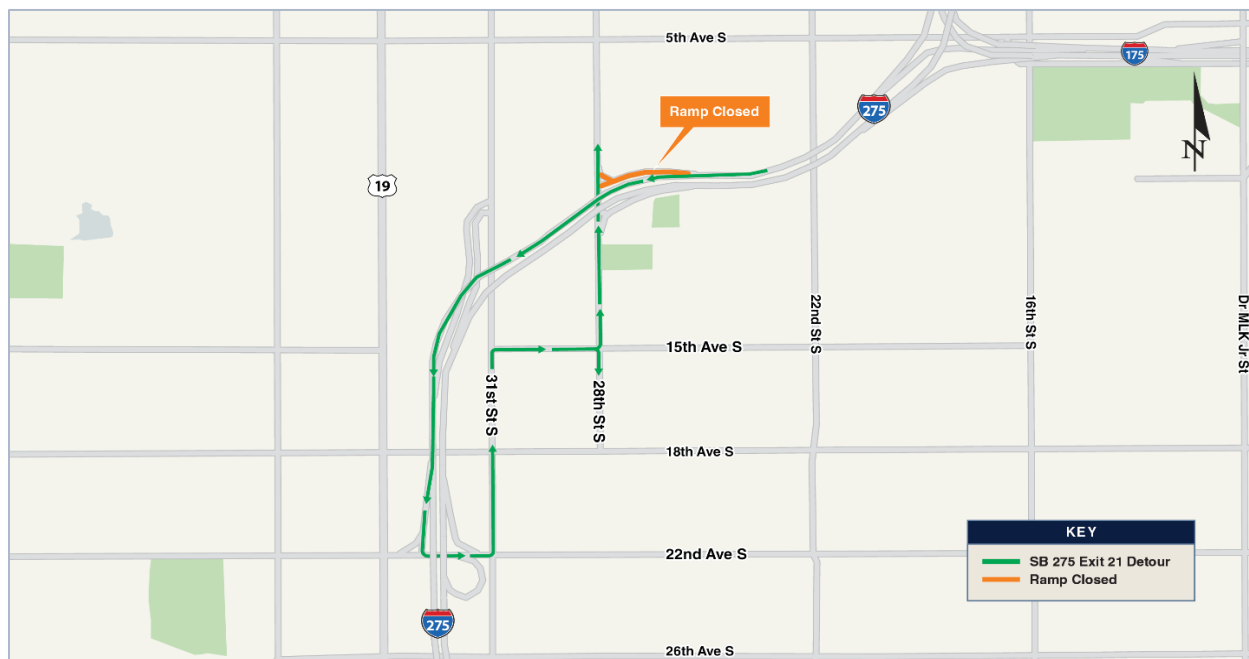 5th Ave S
175
275
Ramp Closed
N
19
22nd St S
16th St S
Dr MLK Jr St
15th Ave S
31st St S
28th St S
18th Ave S
22nd Ave S
KEY
SB 275 Exit 21 Detour
Ramp Closed
275
26th Ave S